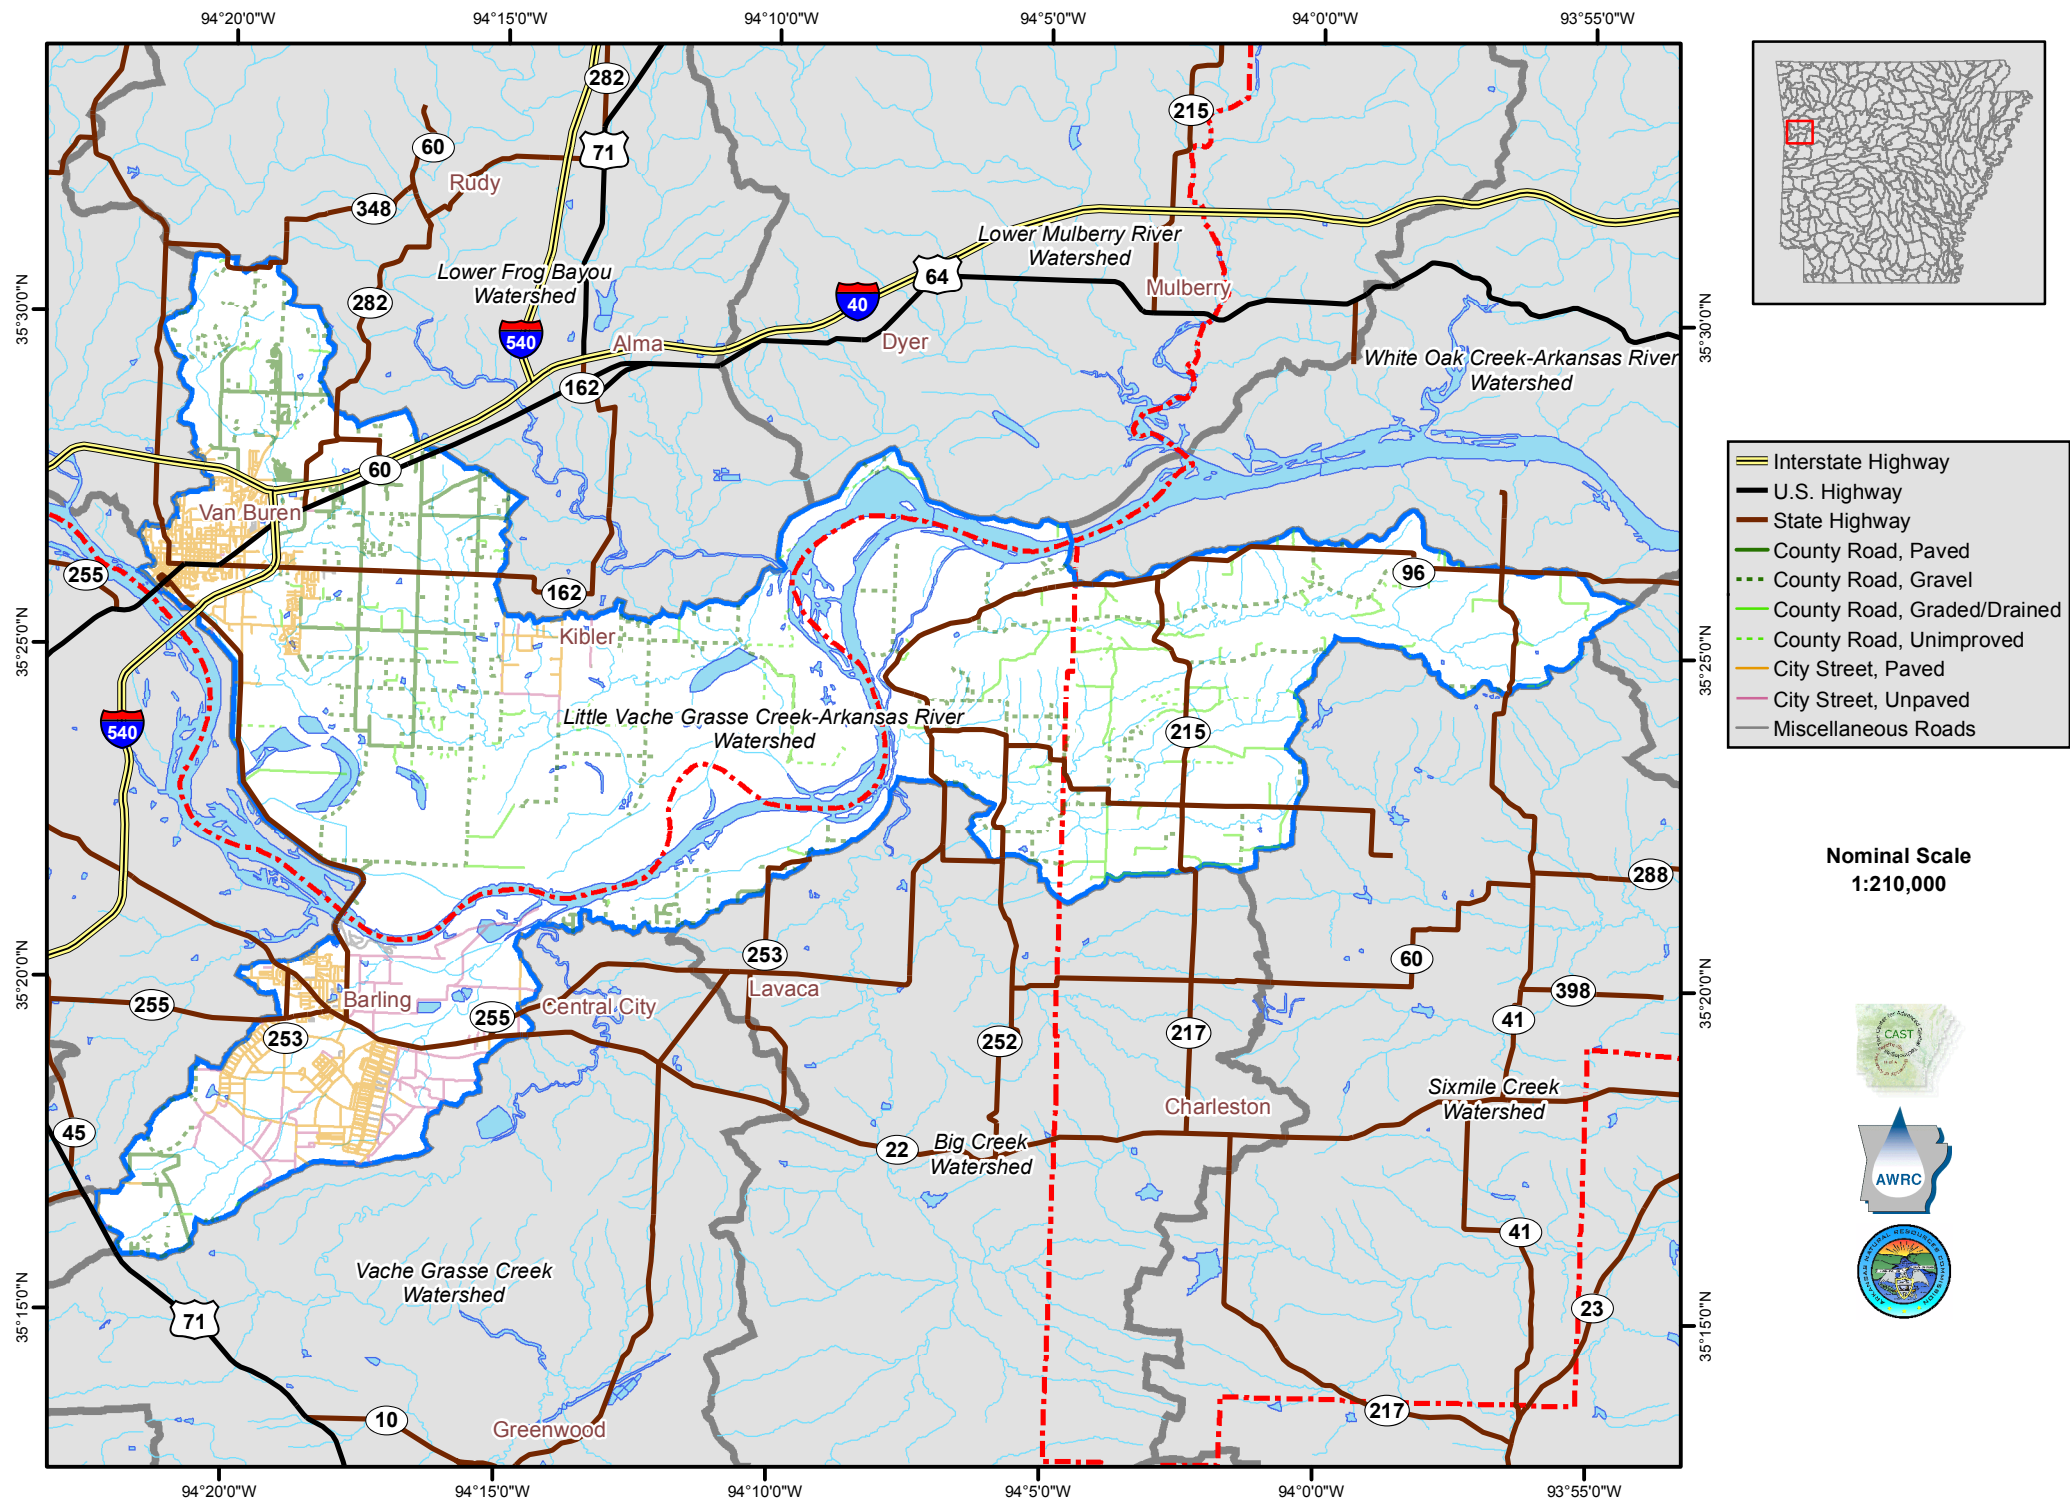 94°20'0"W
94°15'0"W
94°10'0"W
94°5'0"W
94°0'0"W
93°55'0"W
282
215
71
60
Rudy
348
Lower Mulberry River
Watershed
64
Lower Frog Bayou
Watershed
Mulberry
282
40
35°30'0"N
35°30'0"N
540
Alma
Dyer
White Oak Creek-Arkansas River
Watershed
162
60
Van Buren
255
96
162
Kibler
35°25'0"N
35°25'0"N
Little Vache Grasse Creek-Arkansas River
Watershed
540
215
288
253
60
35°20'0"N
35°20'0"N
Lavaca
398
255
Barling
Central City
255
41
253
252
217
Sixmile Creek
Watershed
Charleston
45
22
Big Creek
Watershed
41
Vache Grasse Creek
Watershed
35°15'0"N
35°15'0"N
71
23
10
217
Greenwood
94°20'0"W
94°15'0"W
94°10'0"W
94°5'0"W
94°0'0"W
93°55'0"W
Interstate Highway
U.S. Highway
State Highway
County Road, Paved
County Road, Gravel
County Road, Graded/Drained
County Road, Unimproved
City Street, Paved
City Street, Unpaved
Miscellaneous Roads
Nominal Scale
1:210,000
CAST
AWRC
ARKANSAS NATURAL RESOURCES COMMISSION